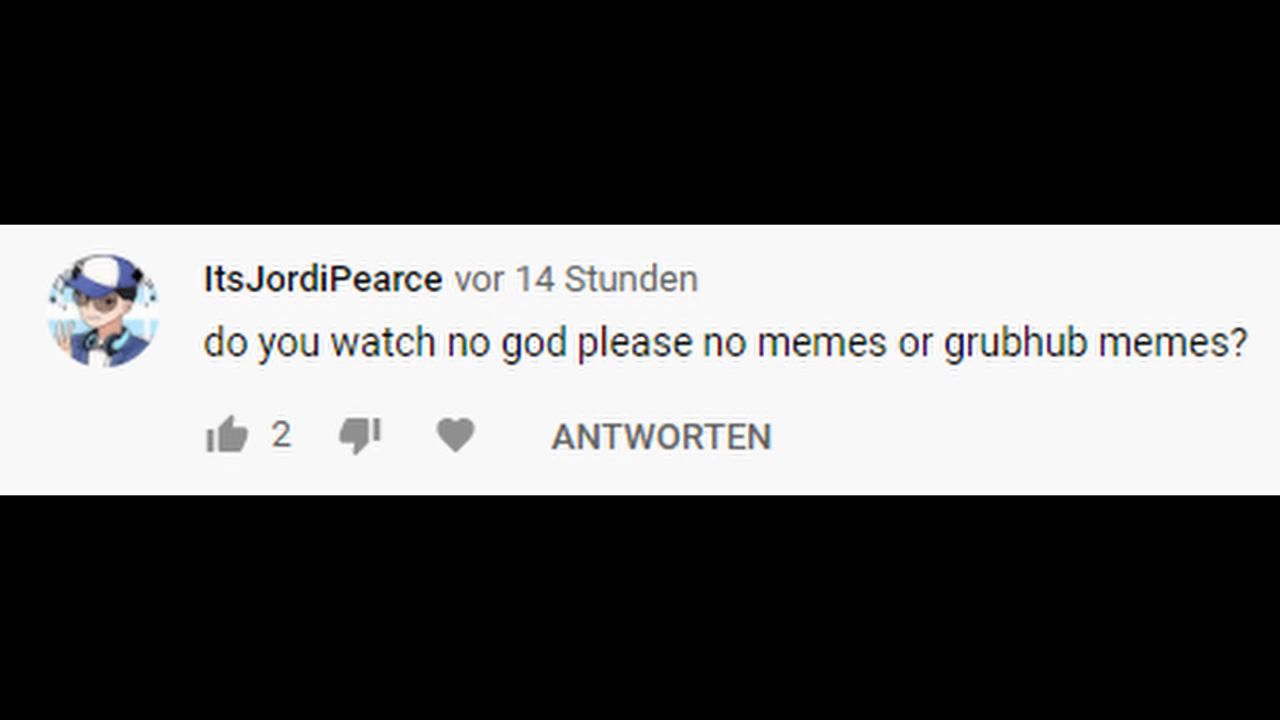 ItsJordiPearce vor 14 Stunden
do you watch no god please no memes or grubhub memes?
2 ANTWORTEN